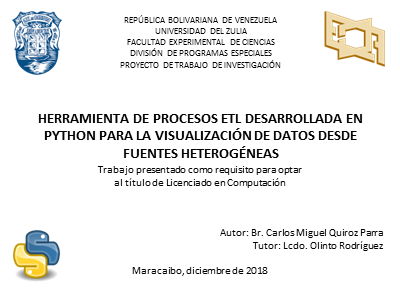 REPÚBLICA BOLIVARIANA DE VENEZUELA
UNIVERSIDAD DEL ZULIA
FACULTAD EXPERIMENTAL DE CIENCIAS
DIVISIÓN DE PROGRAMAS ESPECIALES
PROYECTO DE TRABAJO DE INVESTIGACIÓN
HERRAMIENTA DE PROCESOS ETL DESARROLLADA EN
PYTHON PARA LA VISUALIZACIÓN DE DATOS DESDE
FUENTES HETEROGÉNEAS
Trabajo presentado como requisito para optar
al título de Licenciado en Computación
Autor: Br. Carlos Miguel Quiroz Parra
Tutor: Lcdo. Olinto Rodríguez
Maracaibo, diciembre de 2018